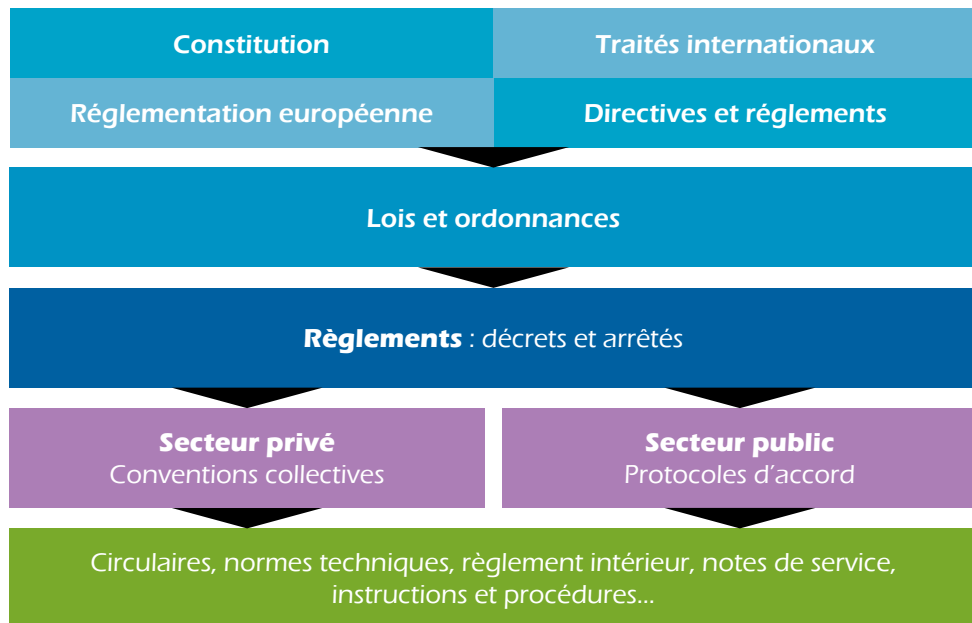 Constitution
Traités internationaux
Réglementation européenne
Directives et réglements
Lois et ordonnances
Règlements : décrets et arrêtés
Secteur privé
Conventions collectives
Secteur public
Protocoles d’accord
Circulaires, normes techniques, règlement intérieur, notes de service,
instructions et procédures...